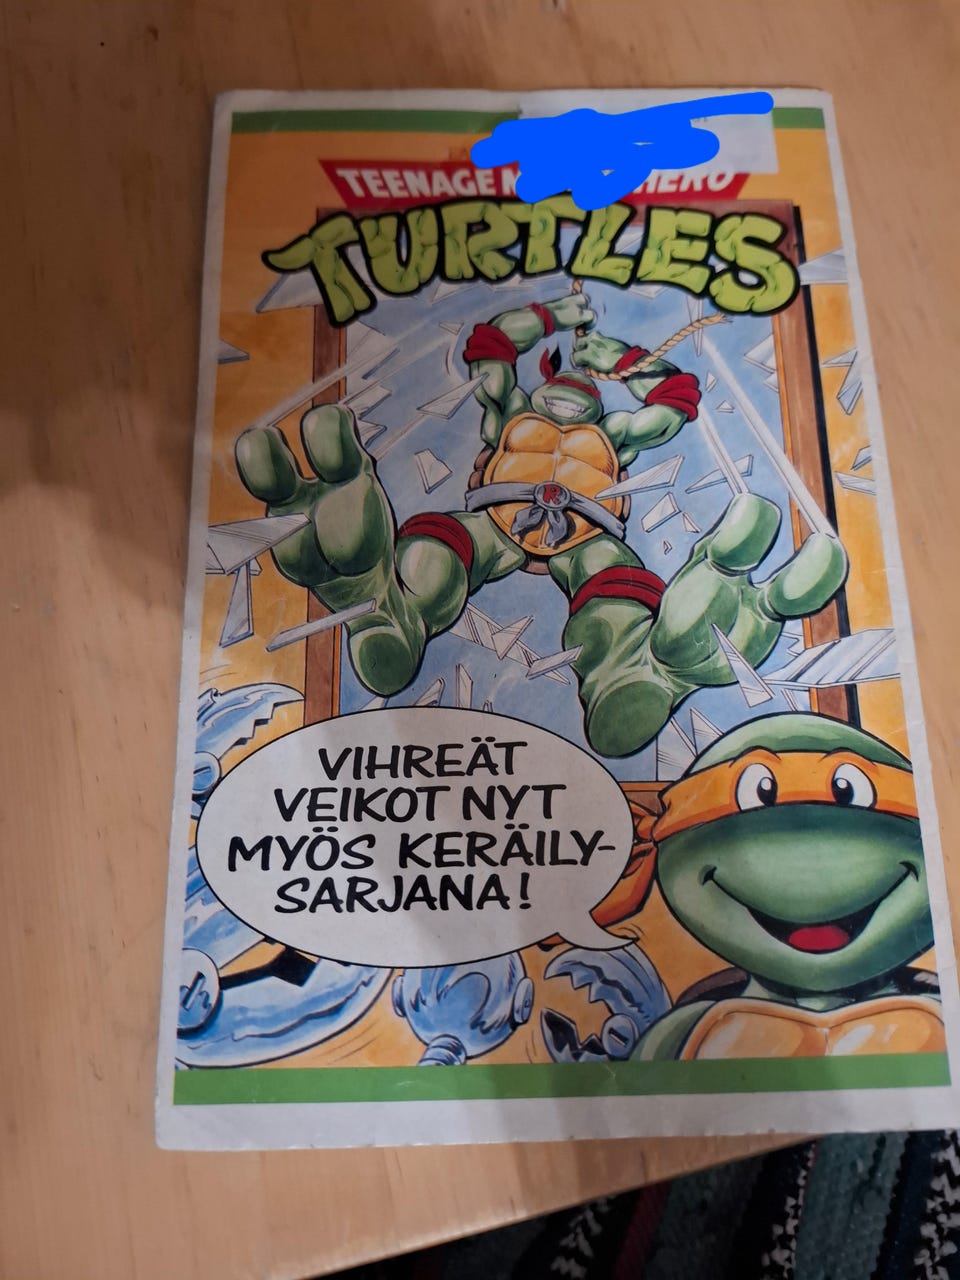 TEENAGE HERO
TURTLES
R
VIHREÄT
VEIKOT NYT
MYÖS KERÄILY-
SARJANA!